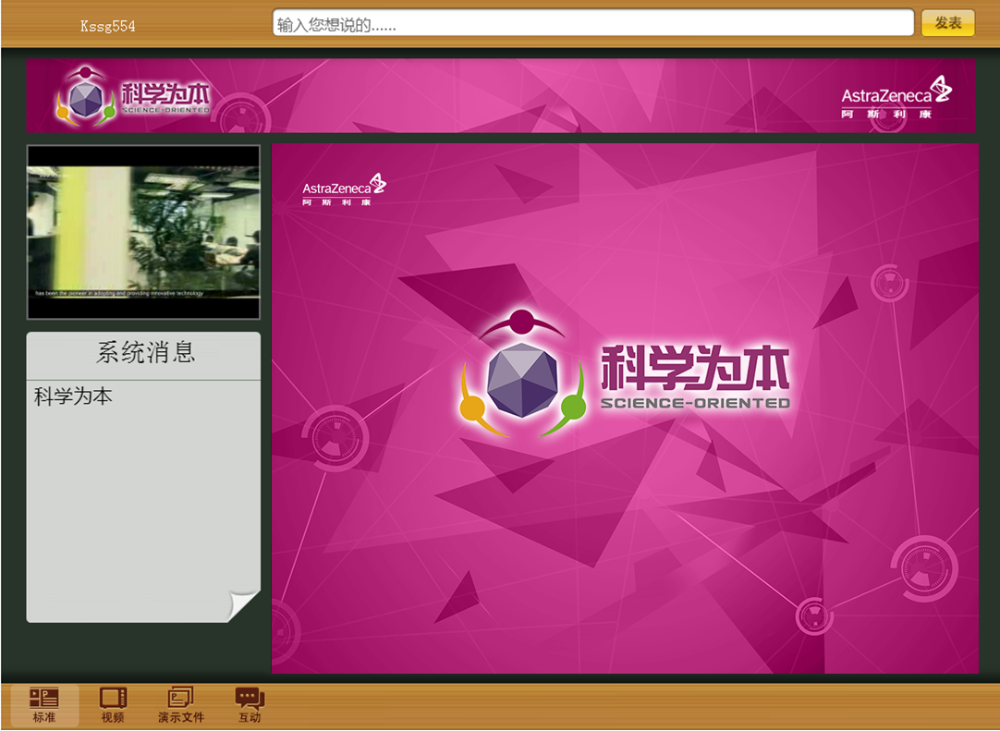 Kssg554
输入您想说的......
发表
科学为本
SCIENCE-ORIENTED
AstraZeneca
阿斯利康
has been the pioneer in adopting and providing innovative technology
系统消息
科学为本
AstraZeneca
阿斯利康
科学为本
SCIENCE-ORIENTED
标准
视频
演示文件
互动